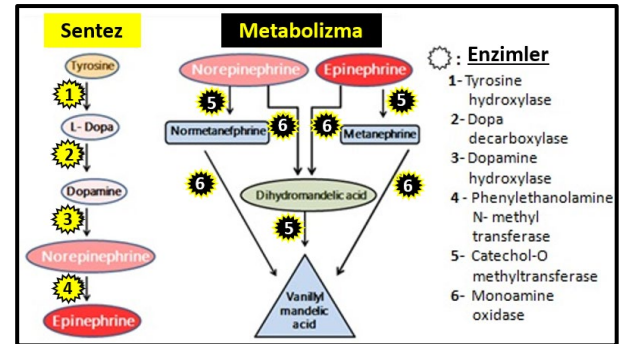 Sentez
Tyrosine
1
L- Dopa
2
Dopamine
3
Norepinephrine
4
Epinephrine
Metabolizma
Norepinephrine
Epinephrine
5
6
6
5
Normetanefphrine
Metanephrine
6
Dihydromandelic acid
6
5
Vanillyl
mandelic
acid
: Enzimler
1- Tyrosine
hydroxylase
2- Dopa
decarboxylase
3- Dopamine
hydroxylase
4 - Phenylethanolamine
N- methyl
transferase
5- Catechol-O
methyltransferase
6- Monoamine
oxidase